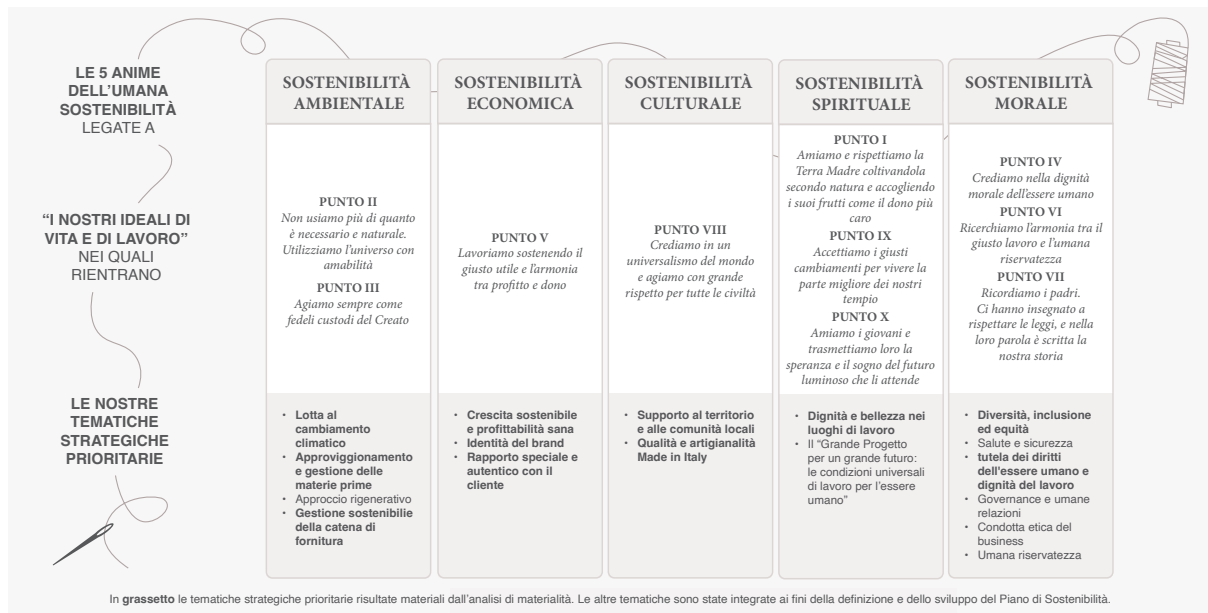 LE 5 ANIME
DELL'UMANA
SOSTENIBILITÀ
LEGATE A
"I NOSTRI IDEALI DI
VITA E DI LAVORO"
NEI QUALI
RIENTRANO
LE NOSTRE
TEMATICHE
STRATEGICHE
PRIORITARIE
SOSTENIBILITÀ
AMBIENTALE
PUNTO II
Non usiamo più di quanto
è necessario e naturale.
Utilizziamo l'universo con
amabilità
PUNTO III
Agiamo sempre come
fedeli custodi del Creato
• Lotta al
cambiamento
climatico
• Approviggionamento
e gestione delle
materie prime
• Approccio rigenerativo
• Gestione sostenibilie
della catena di
fornitura
SOSTENIBILITÀ
ECONOMICA
PUNTO V
Lavoriamo sostenendo il
giusto utile e l'armonia
tra profitto e dono
• Crescita sostenibile
e profittabilità sana
• Identità del brand
• Rapporto speciale e
autentico con il
cliente
SOSTENIBILITÀ
CULTURALE
PUNTO VIII
Crediamo in un
universalismo del mondo
e agiamo con grande
rispetto per tutte le civiltà
• Supporto al territorio
e alle comunità locali
• Qualità e artigianalità
Made in Italy
SOSTENIBILITÀ
SPIRITUALE
PUNTO I
Amiamo e rispettiamo la
Terra Madre coltivandola
secondo natura e accogliendo
i suoi frutti come il dono più
caro
PUNTO IX
Accettiamo i giusti
cambiamenti per vivere la
parte migliore dei nostri
tempio
PUNTO X
Amiamo i giovani e
trasmettiamo loro la
speranza e il sogno del futuro
luminoso che li attende
• Dignità e bellezza nei
luoghi di lavoro
• Il "Grande Progetto
per un grande futuro:
le condizioni universali
di lavoro per l'essere
umano"
SOSTENIBILITÀ
MORALE
PUNTO IV
Crediamo nella dignità
morale dell'essere umano
PUNTO VI
Ricerchiamo l'armonia tra il
giusto lavoro e l'umana
riservatezza
PUNTO VII
Ricordiamo i padri.
Ci hanno insegnato a
rispettare le leggi, e nella
loro parola è scritta la
nostra storia
• Diversità, inclusione
ed equità
• Salute e sicurezza
• tutela dei diritti
dell'essere umano e
dignità del lavoro
• Governance e umane
relazioni
• Condotta etica del
business
• Umana riservatezza
In grassetto le tematiche strategiche prioritarie risultate materiali dall'analisi di materialità. Le altre tematiche sono state integrate ai fini della definizione e dello sviluppo del Piano di Sostenibilità.